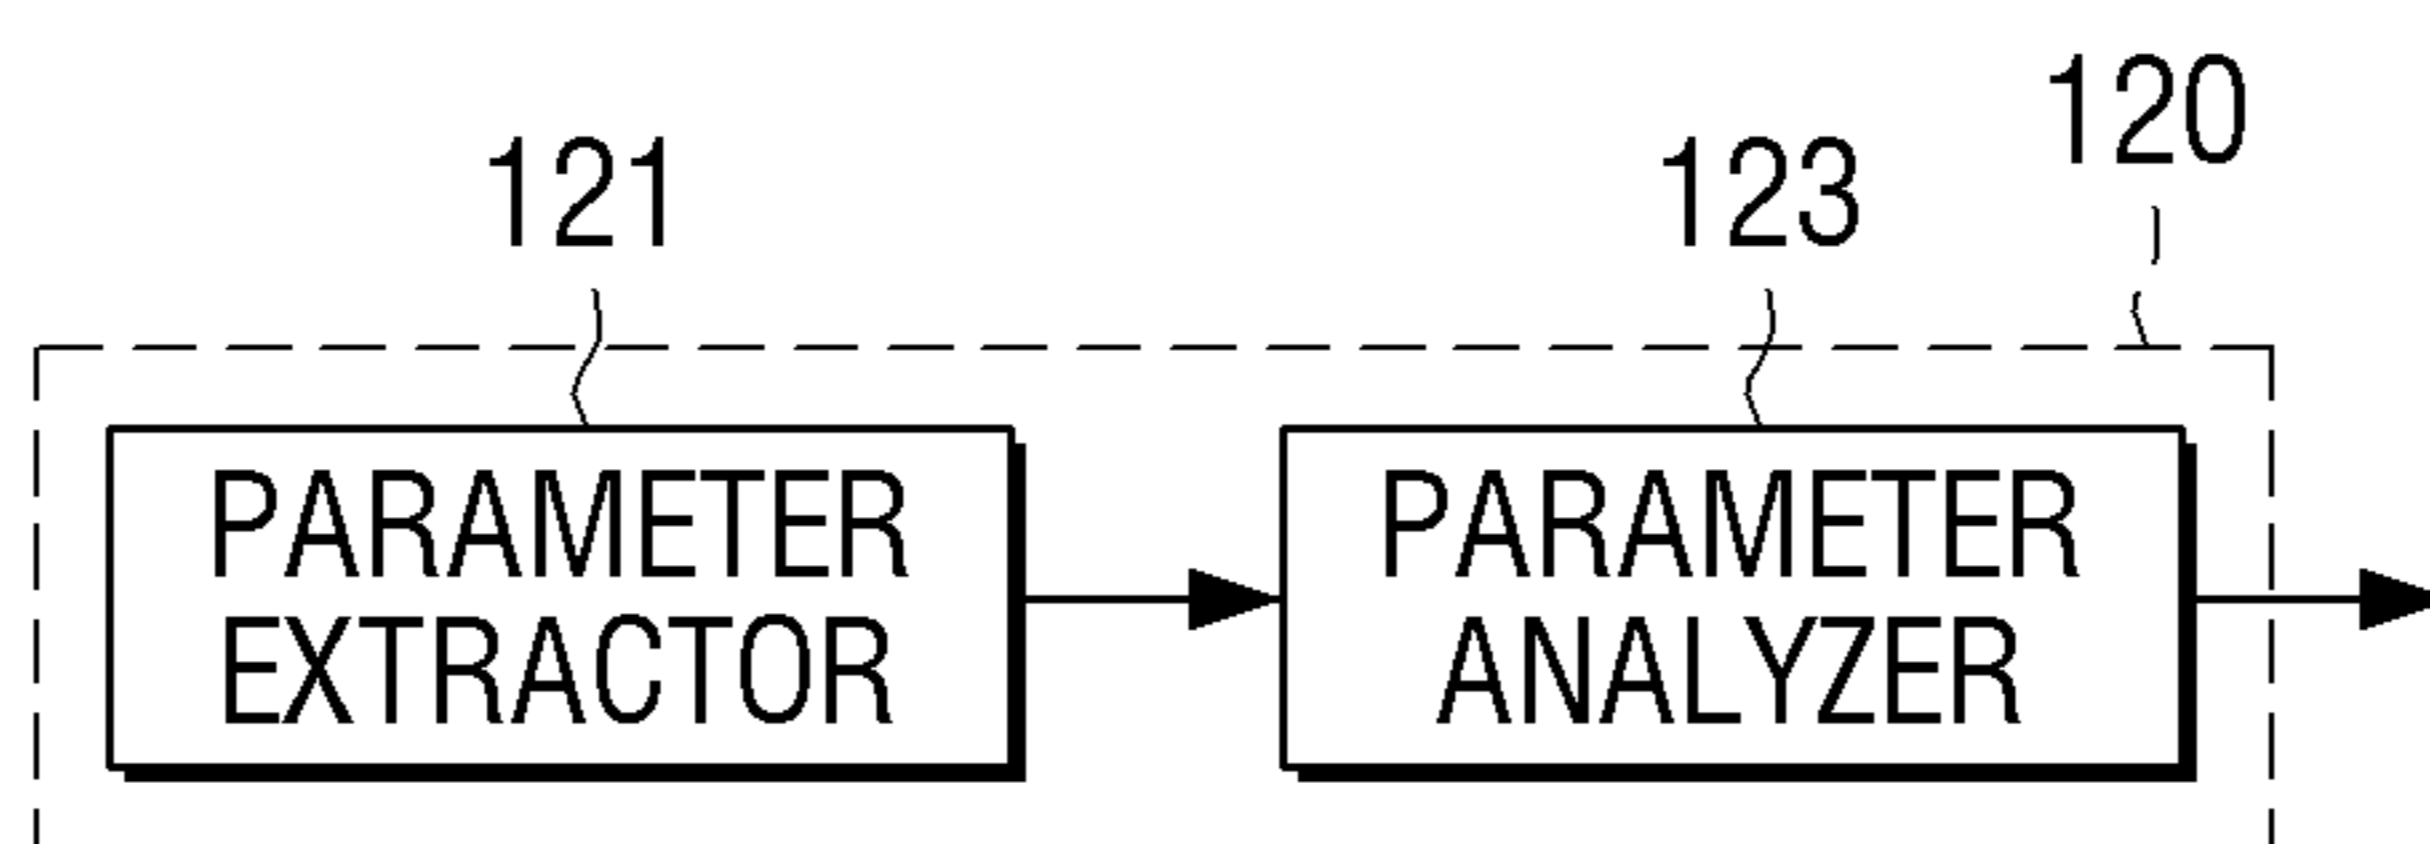 120
121
123
PARAMETER
EXTRACTOR
PARAMETER
ANALYZER